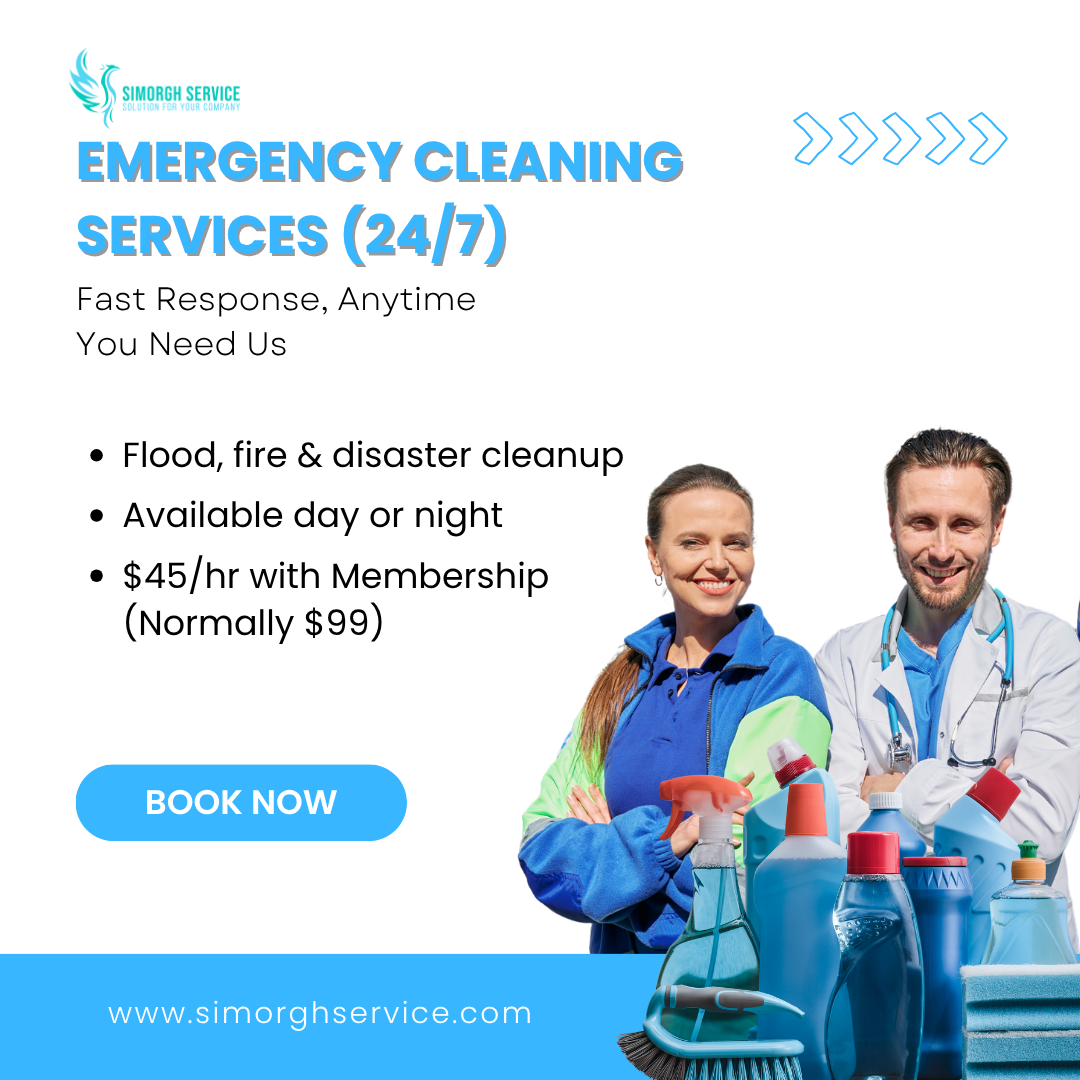 SIMORGH SERVICE
SOLUTION FOR YOUR COMPANY
EMERGENCY CLEANING
SERVICES (24/7)
Fast Response, Anytime
You Need Us
• Flood, fire & disaster cleanup
• Available day or night
• $45/hr with Membership
(Normally $99)
BOOK NOW
www.simorghservice.com